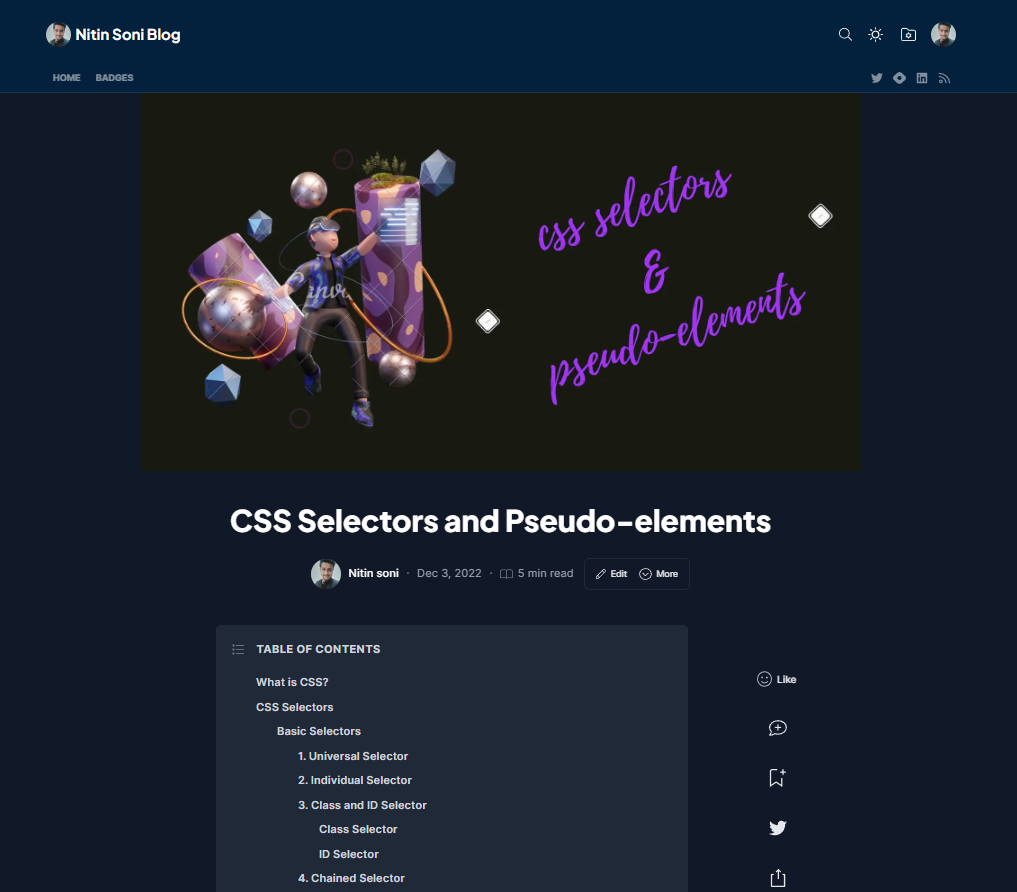 Nitin Soni Blog
HOME BADGES
css selectors
&
pseudo-elements
CSS Selectors and Pseudo-elements
Nitin soni · Dec 3, 2022 · 5 min read Edit More
TABLE OF CONTENTS
What is CSS?
CSS Selectors
Basic Selectors
1. Universal Selector
2. Individual Selector
3. Class and ID Selector
Class Selector
ID Selector
4. Chained Selector
Like